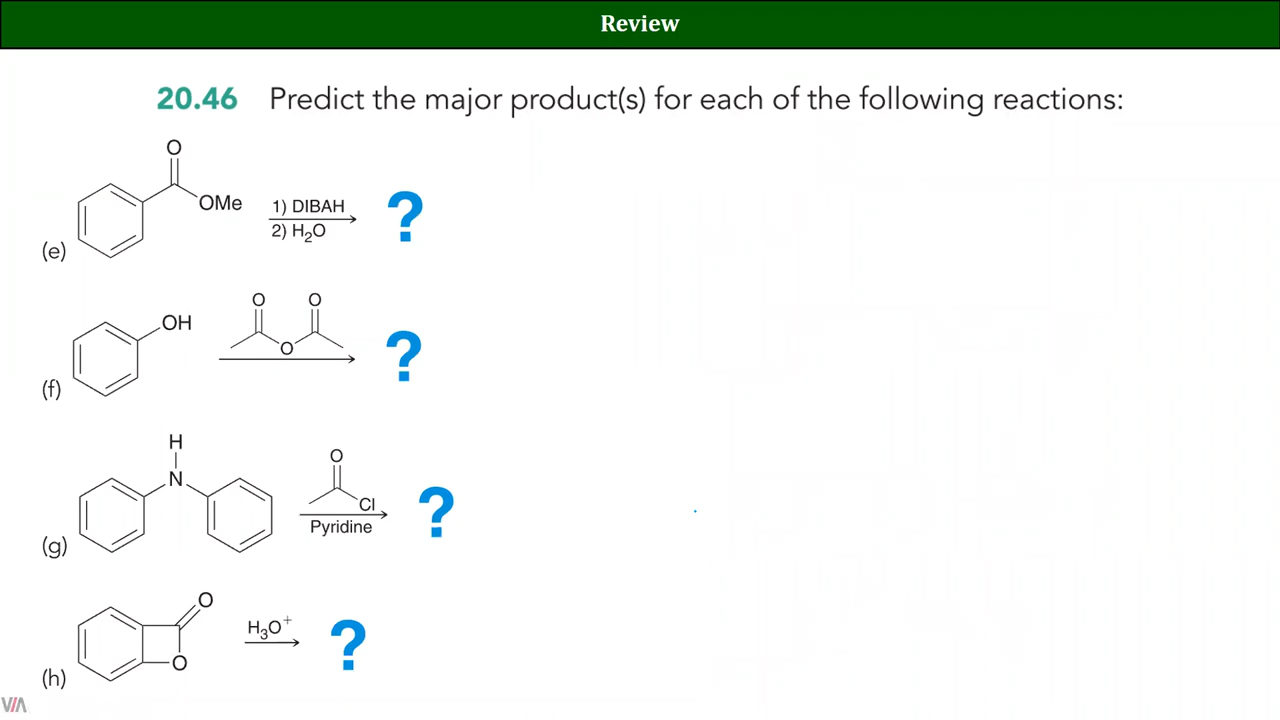 Review
20.46 Predict the major product(s) for each of the following reactions:
O
OMe
1) DIBAH
2) H₂O
?
(e)
O O
OH
O
?
(f)
H
N
O
Cl
Pyridine
?
(g)
O
O
H₃O⁺
?
(h)
VIA